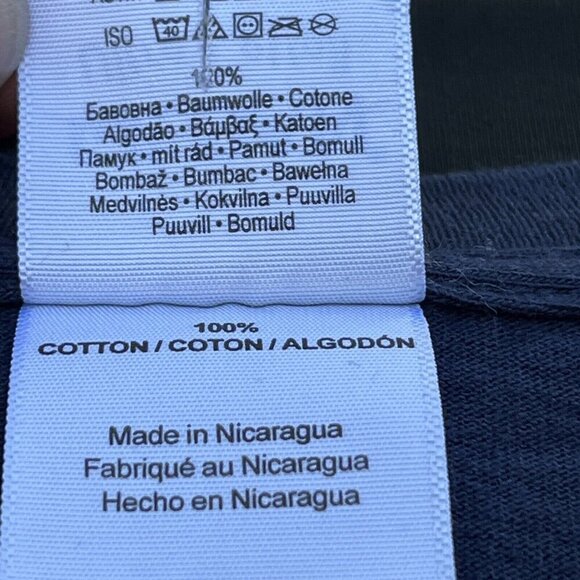 ISO 40
100%
Бавовна • Baumwolle • Cotone
Algodão • Βάμβαξ • Katoen
Памук • mit rád • Pamut • Bomull
Bombaž • Bumbac • Bawełna
Medvilnės • Kokvilna • Puuvilla
Puuvill • Bomuld
100%
COTTON / COTON / ALGODÓN
Made in Nicaragua
Fabriqué au Nicaragua
Hecho en Nicaragua